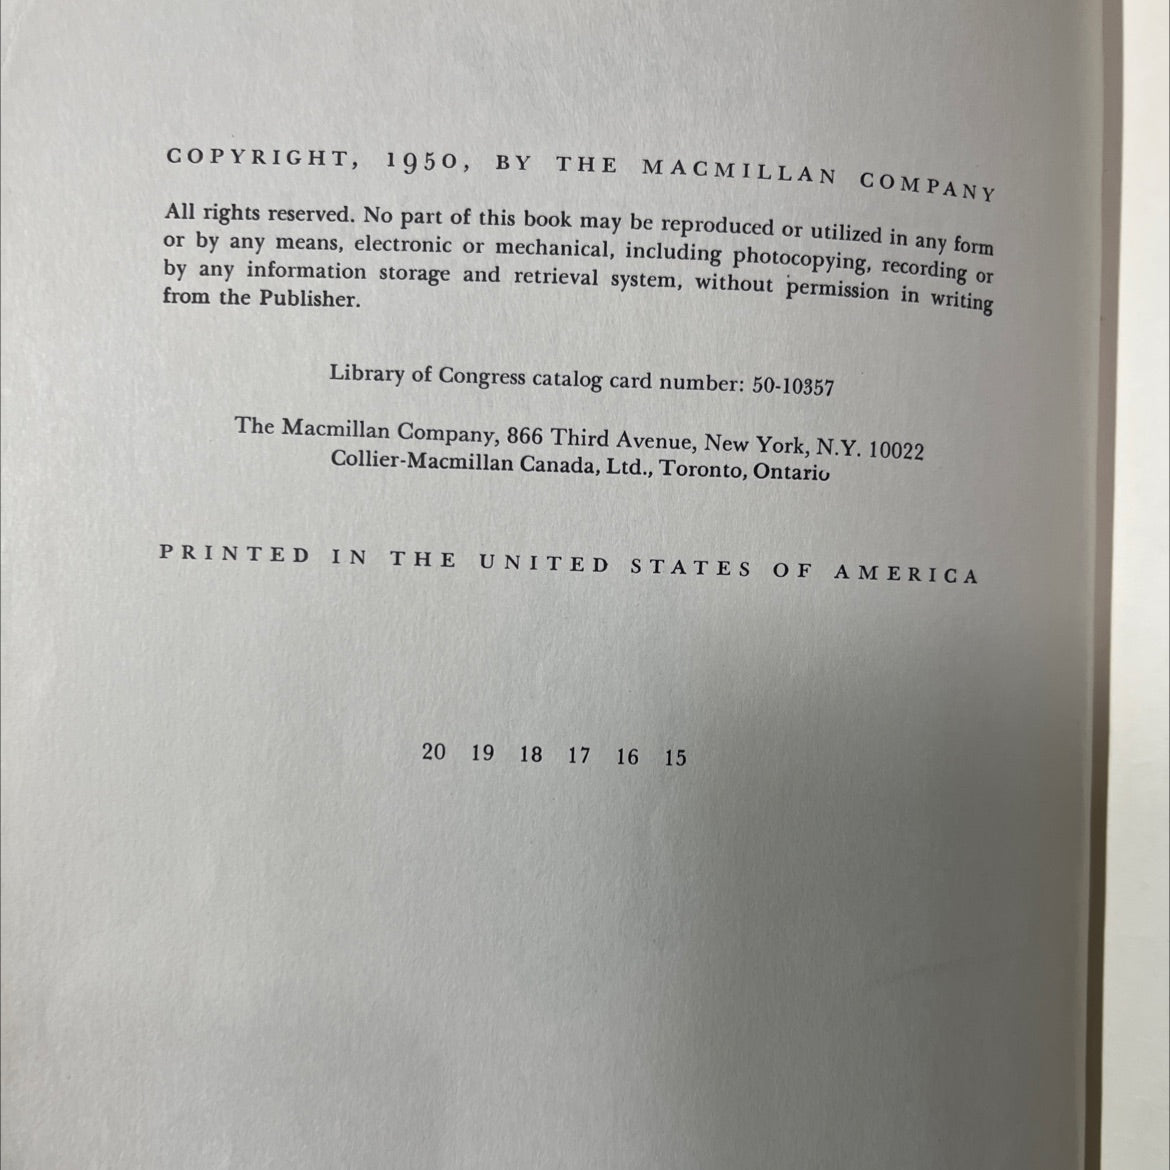 COPYRIGHT, 1950, BY THE MACMILLAN COMPANY
All rights reserved. No part of this book may be reproduced or utilized in any form
or by any means, electronic or mechanical, including photocopying, recording or
by any information storage and retrieval system, without permission in writing
from the Publisher.
Library of Congress catalog card number: 50-10357
The Macmillan Company, 866 Third Avenue, New York, N.Y. 10022
Collier-Macmillan Canada, Ltd., Toronto, Ontario
PRINTED IN THE UNITED STATES OF AMERICA
20 19 18 17 16 15